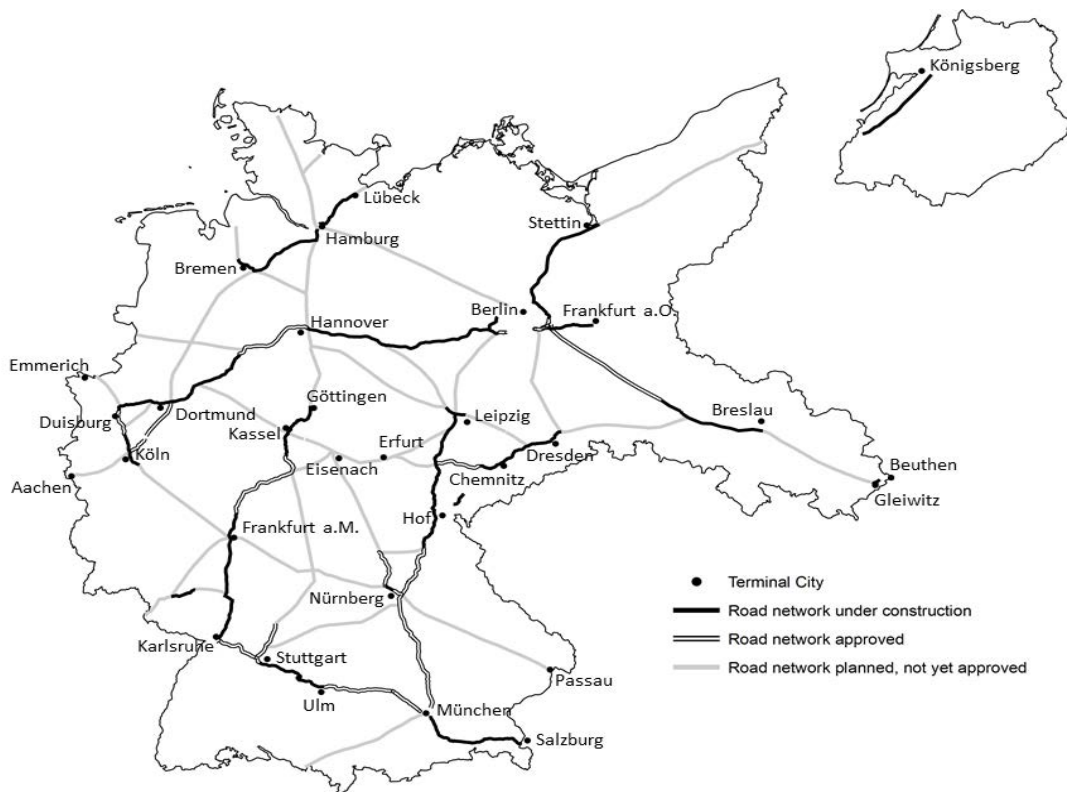 Königsberg
Lübeck
Stettin
Hamburg
Bremen
Berlin
Frankfurt a.O.
Hannover
Emmerich
Göttingen
Duisburg
Dortmund
Kassel
Leipzig
Breslau
Erfurt
Köln
Eisenach
Dresden
Chemnitz
Beuthen
Aachen
Gleiwitz
Hof
Frankfurt a.M.
Terminal City
Nürnberg
Road network under construction
Karlsruhe
Road network approved
Stuttgart
Road network planned, not yet approved
Passau
Ulm
München
Salzburg